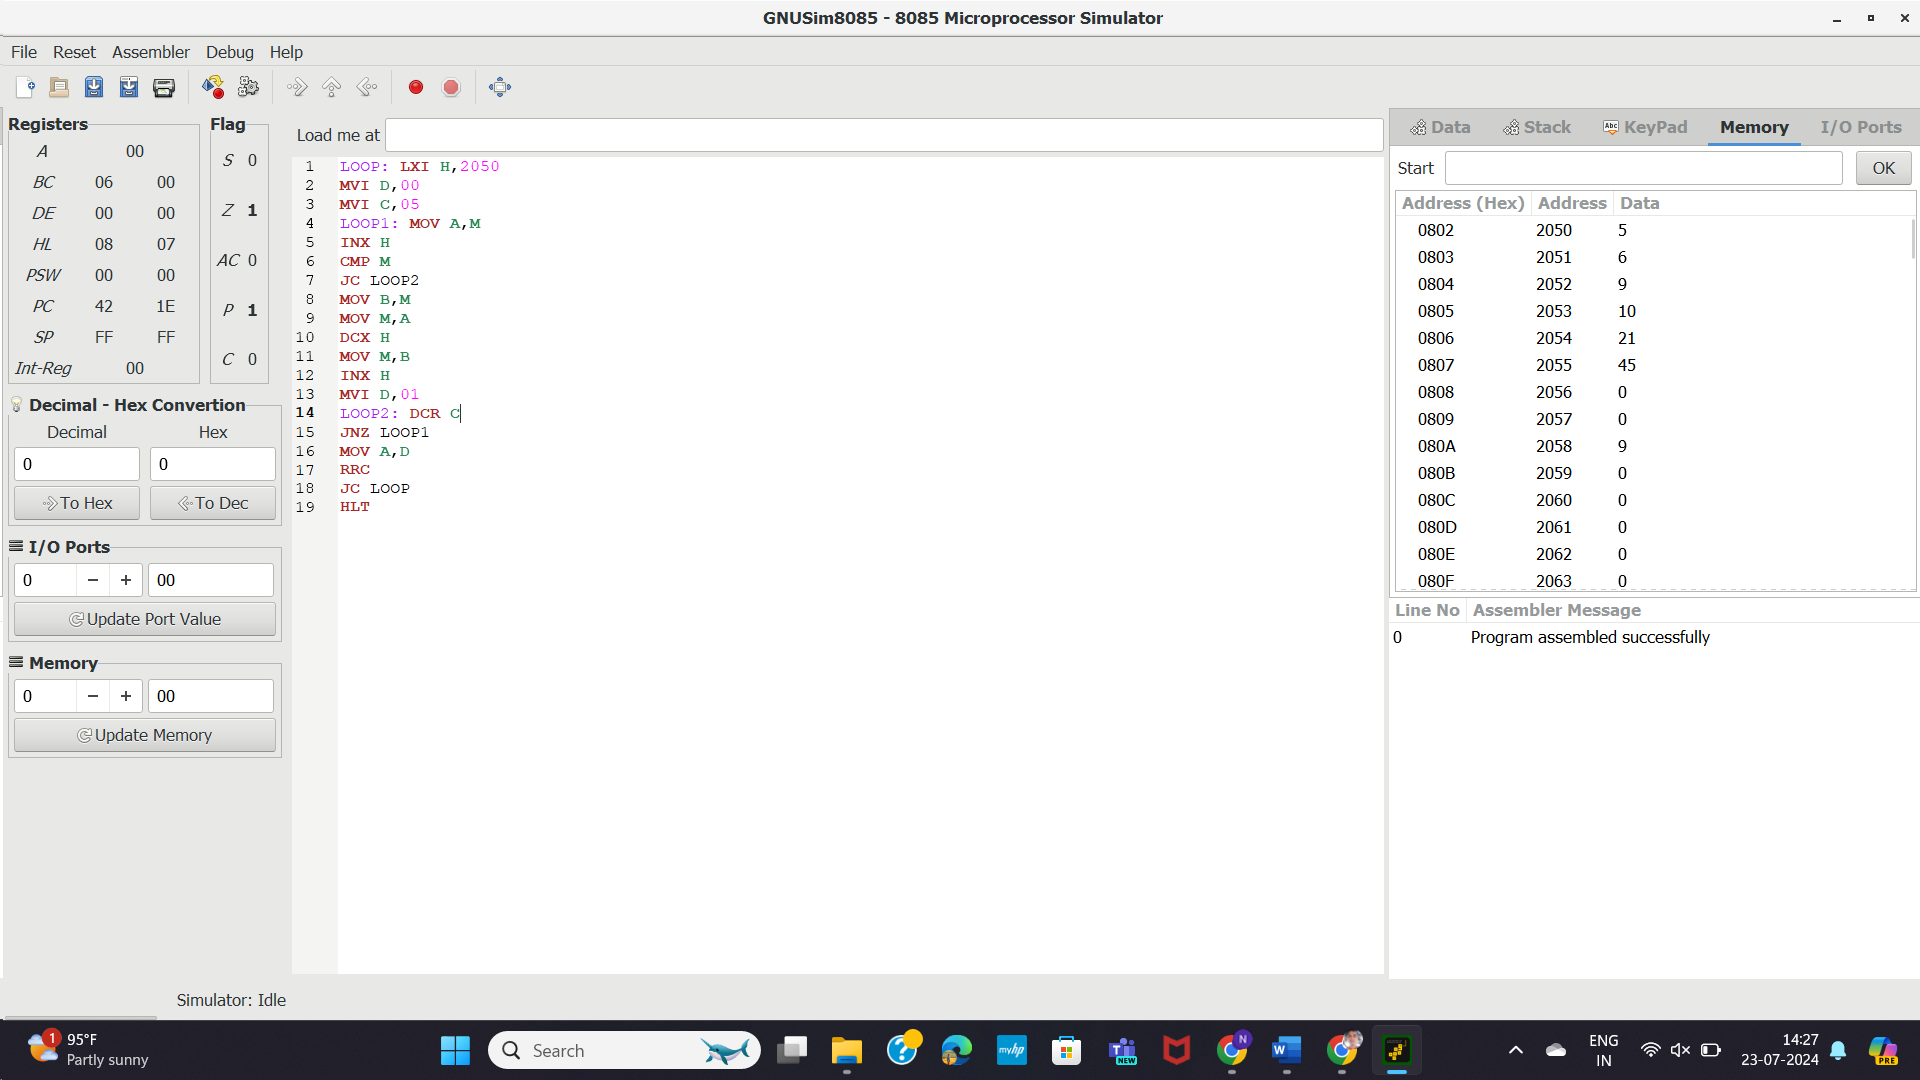 GNUSim8085 - 8085 Microprocessor Simulator
File Reset Assembler Debug Help
Registers
A 00
BC 06 00
DE 00 00
HL 08 07
PSW 00 00
PC 42 1E
SP FF FF
Int-Reg 00
Flag
S 0
Z 1
AC 0
P 1
C 0
Decimal - Hex Convertion
Decimal Hex
0 0
To Hex To Dec
I/O Ports
0 − + 00
Update Port Value
Memory
0 − + 00
Update Memory
Load me at
1 LOOP: LXI H,2050
2 MVI D,00
3 MVI C,05
4 LOOP1: MOV A,M
5 INX H
6 CMP M
7 JC LOOP2
8 MOV B,M
9 MOV M,A
10 DCX H
11 MOV M,B
12 INX H
13 MVI D,01
14 LOOP2: DCR C
15 JNZ LOOP1
16 MOV A,D
17 RRC
18 JC LOOP
19 HLT
Data Stack Abc KeyPad Memory I/O Ports
Start OK
Address (Hex) Address Data
0802 2050 5
0803 2051 6
0804 2052 9
0805 2053 10
0806 2054 21
0807 2055 45
0808 2056 0
0809 2057 0
080A 2058 9
080B 2059 0
080C 2060 0
080D 2061 0
080E 2062 0
080F 2063 0
Line No Assembler Message
0 Program assembled successfully
Simulator: Idle
1
95°F
Partly sunny
Search
myhp
NEW
N
W
ENG
IN
14:27
23-07-2024
PRE